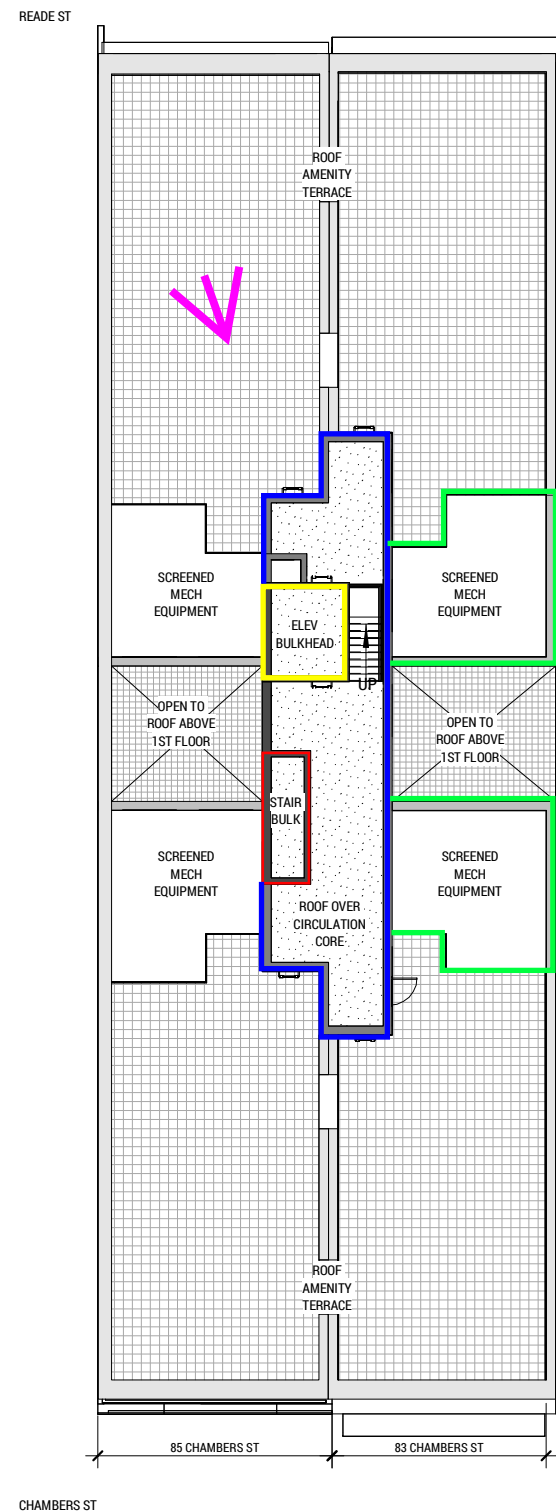 READE ST
ROOF
AMENITY
TERRACE
SCREENED
MECH
EQUIPMENT
SCREENED
MECH
EQUIPMENT
ELEV
BULKHEAD
UP
OPEN TO
ROOF ABOVE
1ST FLOOR
OPEN TO
ROOF ABOVE
1ST FLOOR
STAIR
BULK
SCREENED
MECH
EQUIPMENT
SCREENED
MECH
EQUIPMENT
ROOF OVER
CIRCULATION
CORE
ROOF
AMENITY
TERRACE
85 CHAMBERS ST
83 CHAMBERS ST
CHAMBERS ST